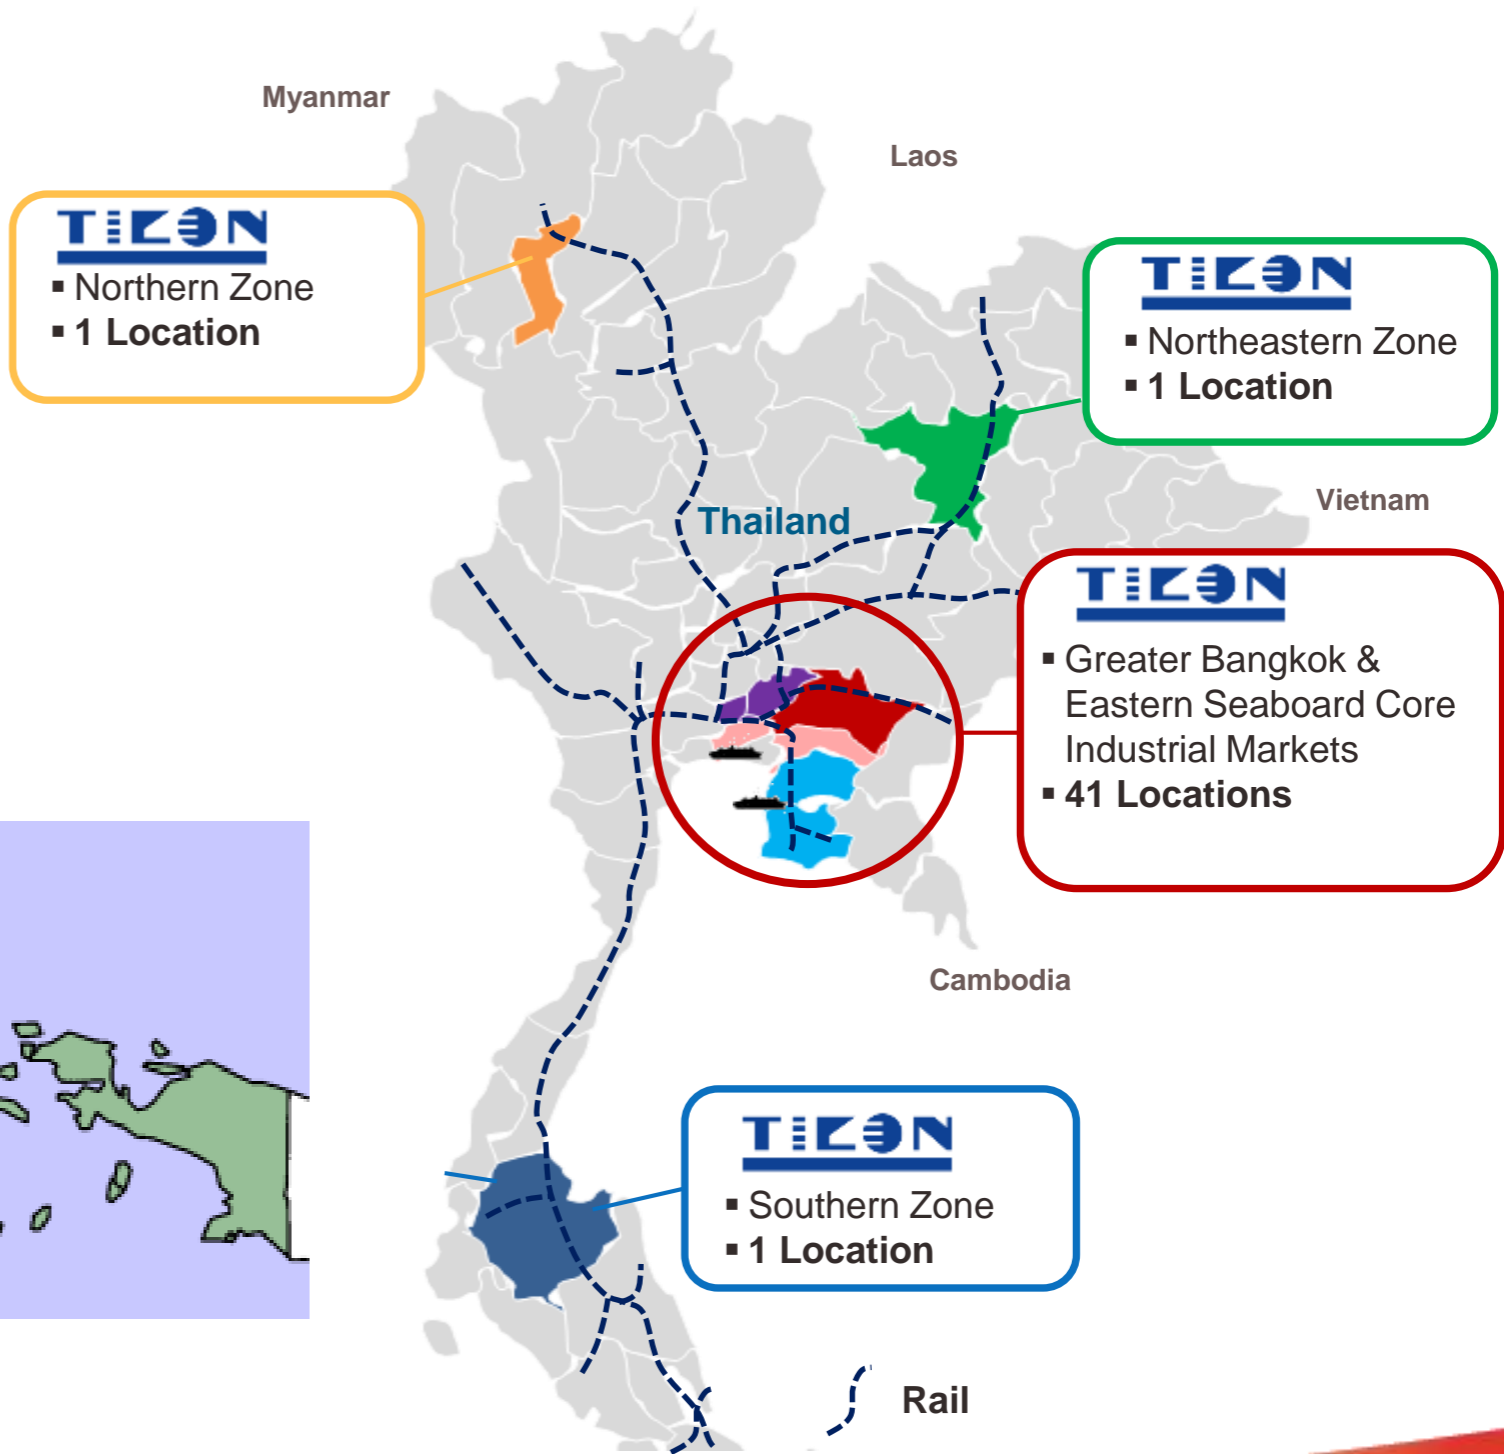 Myanmar
Laos
TICON
▪ Northern Zone
▪ 1 Location
TICON
▪ Northeastern Zone
▪ 1 Location
Vietnam
Thailand
TICON
▪ Greater Bangkok &
Eastern Seaboard Core
Industrial Markets
▪ 41 Locations
Cambodia
TICON
▪ Southern Zone
▪ 1 Location
Rail